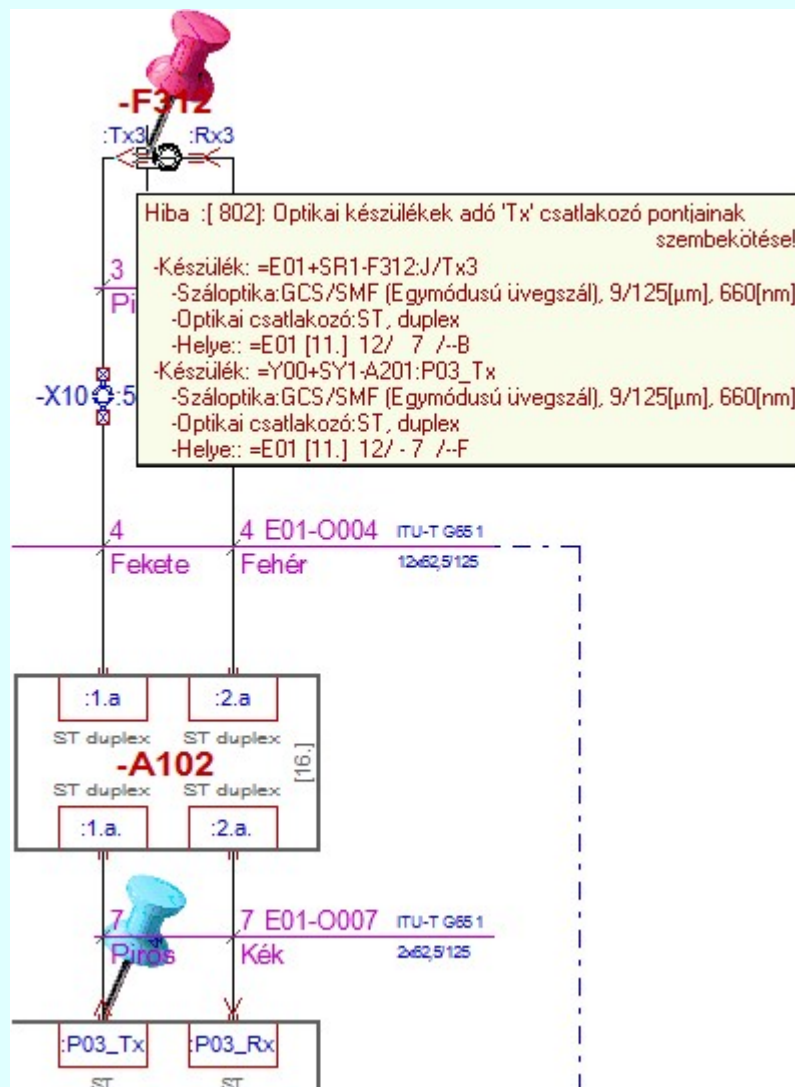 -F312
:Tx3 :Rx3
Hiba :[ 802]: Optikai készülékek adó 'Tx' csatlakozó pontjainak
szembekötése!
-Készülék: =E01+SR1-F312:J/Tx3
-Száloptika:GCS/SMF (Egymódusú üvegszál), 9/125[µm], 660[nm]
-Optikai csatlakozó:ST, duplex
-Helye:: =E01 [11.] 12/ 7 /--B
-Készülék: =Y00+SY1-A201:P03_Tx
-Száloptika:GCS/SMF (Egymódusú üvegszál), 9/125[µm], 660[nm]
-Optikai csatlakozó:ST, duplex
-Helye:: =E01 [11.] 12/ - 7 /--F
3
Pi
-X10 :5
4 4 E01-O004 ITU-T G651
Fekete Fehér 12x62,5/125
:1.a :2.a
ST duplex ST duplex
-A102 [16.]
ST duplex ST duplex
:1.a. :2.a.
7 7 E01-O007 ITU-T G651
Piros Kék 2x62,5/125
:P03_Tx :P03_Rx
ST ST